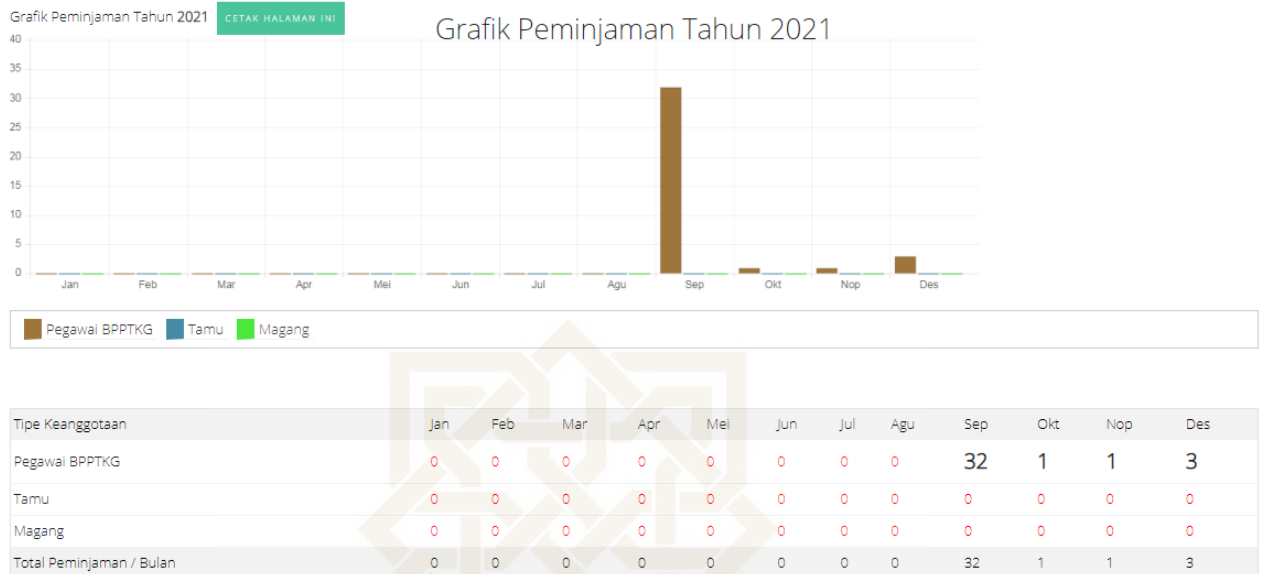 Grafik Peminjaman Tahun 2021 CETAK HALAMAN INI
Grafik Peminjaman Tahun 2021
40
35
30
25
20
15
10
5
0
Jan Feb Mar Apr Mei Jun Jul Agu Sep Okt Nop Des
Pegawai BPPTKG Tamu Magang
Tipe Keanggotaan Jan Feb Mar Apr Mei Jun Jul Agu Sep Okt Nop Des
Pegawai BPPTKG 0 0 0 0 0 0 0 0 32 1 1 3
Tamu 0 0 0 0 0 0 0 0 0 0 0 0
Magang 0 0 0 0 0 0 0 0 0 0 0 0
Total Peminjaman / Bulan 0 0 0 0 0 0 0 0 32 1 1 3